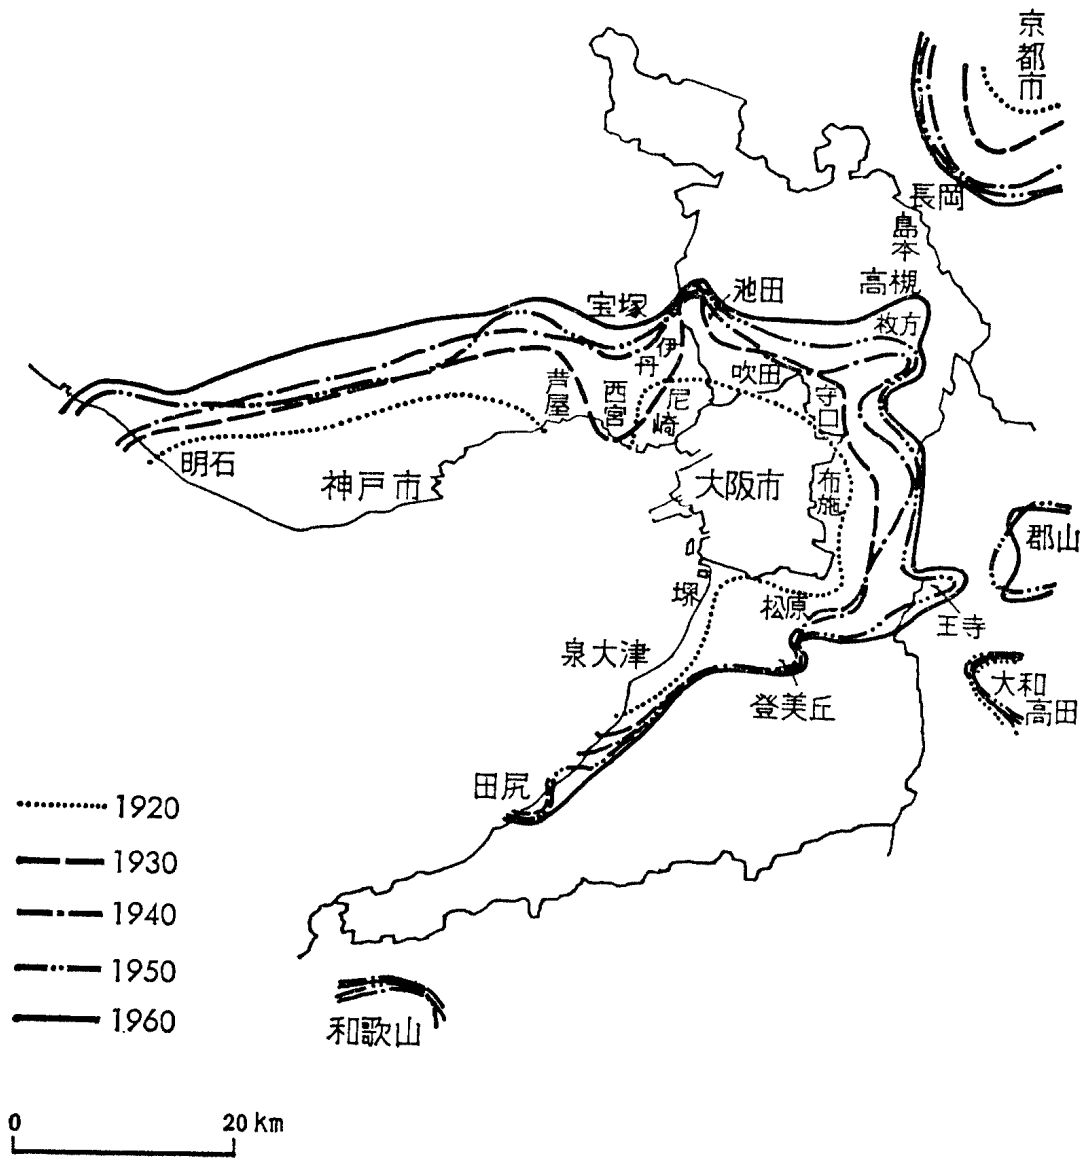 京都市
長岡
島本
高槻
枚方
池田
宝塚
伊丹
芦屋
西宮
尼崎
吹田
寺口
明石
神戸市
大阪市
布施
郡山
堺
松原
王寺
泉大津
登美丘
大和
高田
田尻
1920
1930
1940
1950
1960
和歌山
0 20 km